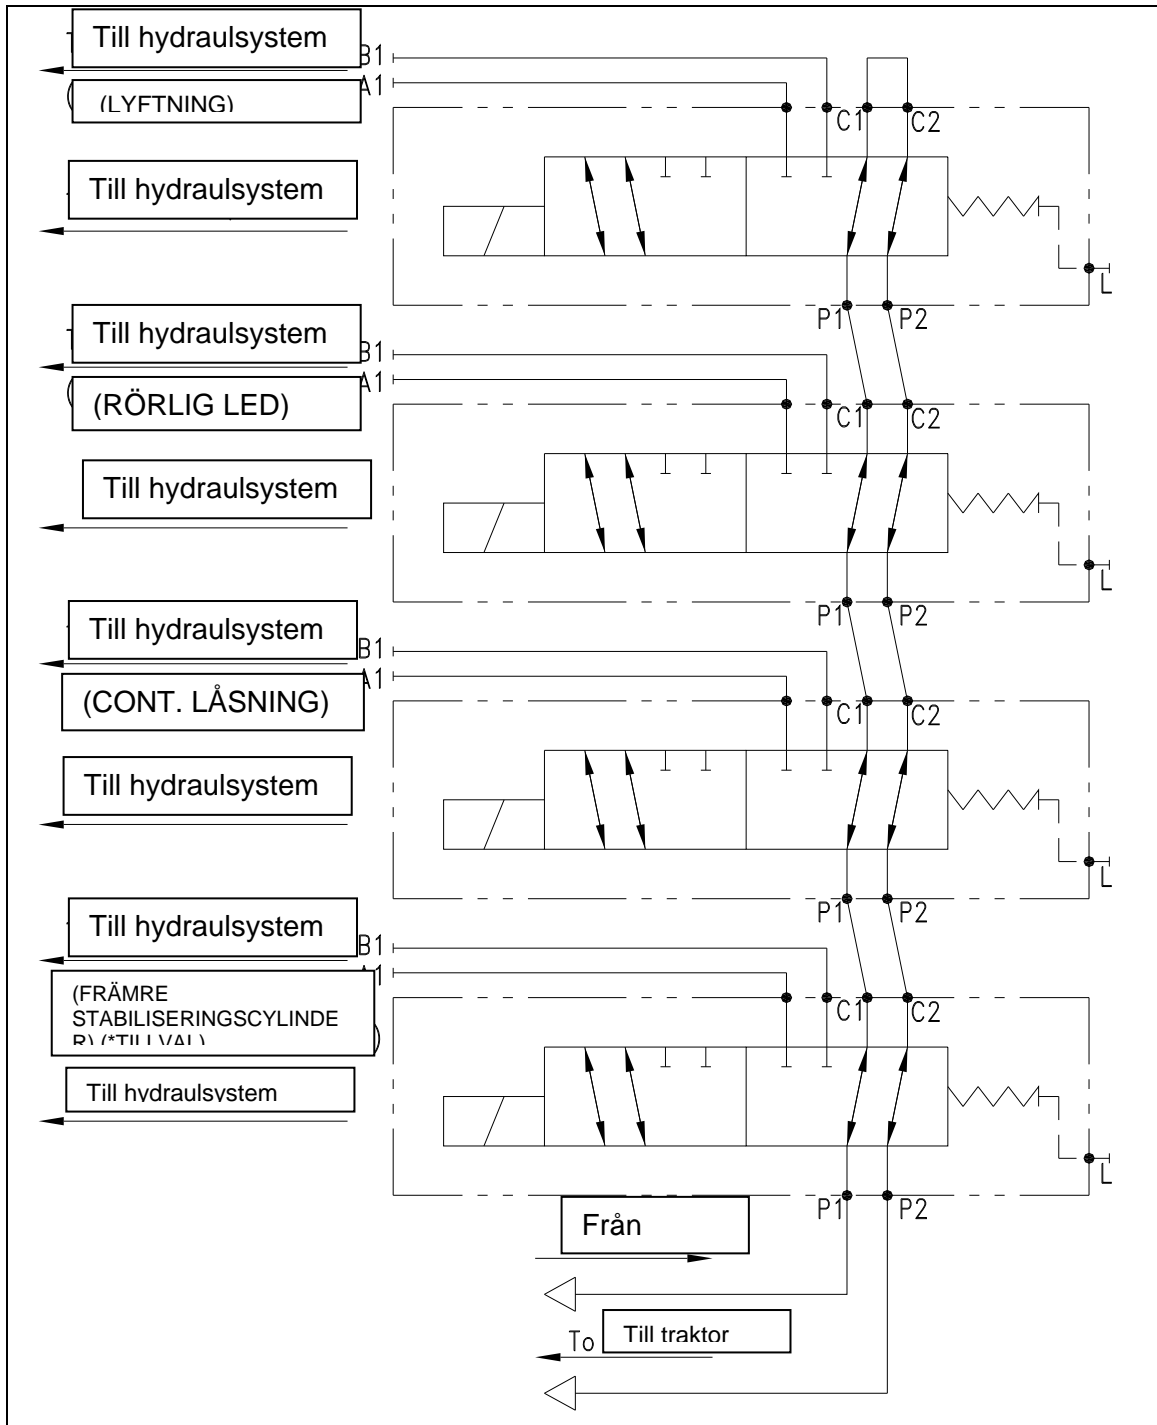 Till hydraulsystem
B1
A1
(LYFTNING)
C1
C2
Till hydraulsystem
L
P1
P2
Till hydraulsystem
B1
A1
(RÖRLIG LED)
C1
C2
Till hydraulsystem
L
P1
P2
Till hydraulsystem
B1
A1
(CONT. LÅSNING)
C1
C2
Till hydraulsystem
L
P1
P2
Till hydraulsystem
B1
A1
(FRÄMRE
STABILISERINGSCYLINDE
R) (*TILLVAL)
C1
C2
Till hydraulsystem
L
P1
P2
Från
To
Till traktor